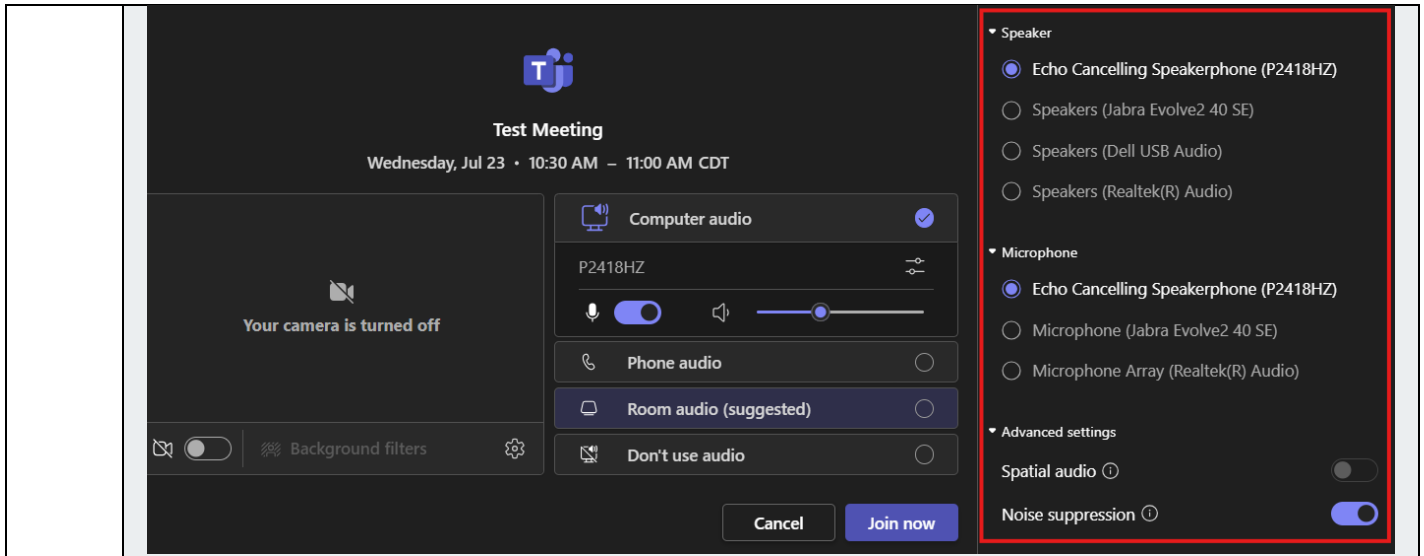 T
Test Meeting
Wednesday, Jul 23 • 10:30 AM – 11:00 AM CDT
Your camera is turned off
Background filters
Computer audio
P2418HZ
Phone audio
Room audio (suggested)
Don't use audio
Cancel
Join now
Speaker
Echo Cancelling Speakerphone (P2418HZ)
Speakers (Jabra Evolve2 40 SE)
Speakers (Dell USB Audio)
Speakers (Realtek(R) Audio)
Microphone
Echo Cancelling Speakerphone (P2418HZ)
Microphone (Jabra Evolve2 40 SE)
Microphone Array (Realtek(R) Audio)
Advanced settings
Spatial audio
Noise suppression